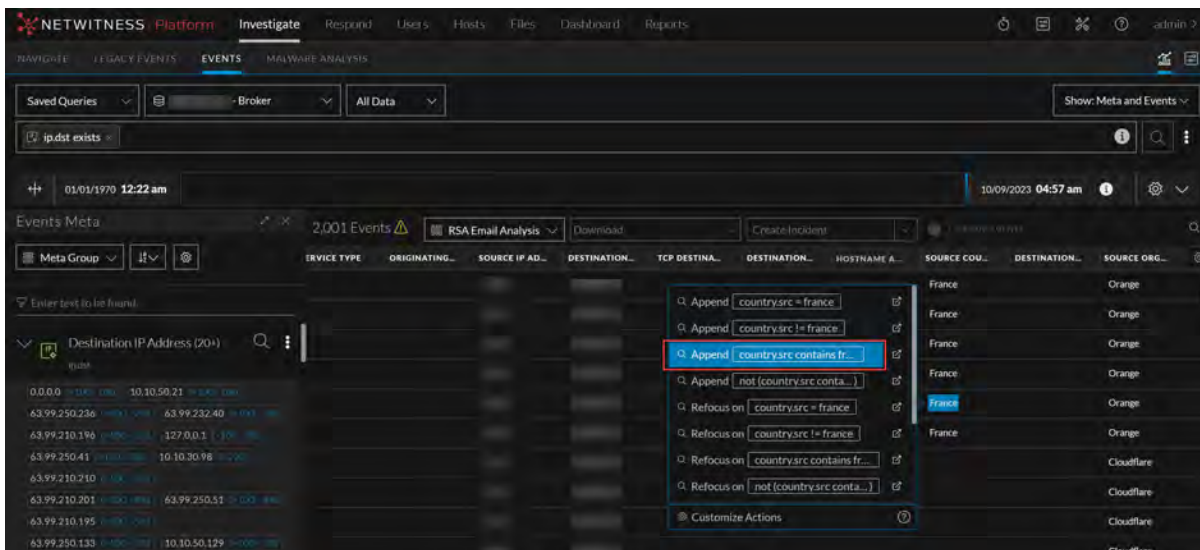 NETWITNESS Platform Investigate Respond Users Hosts Files Dashboard Reports admin >
NAVIGATE LEGACY EVENTS EVENTS MALWARE ANALYSIS
Saved Queries - Broker All Data Show: Meta and Events
ip.dst exists ×
01/01/1970 12:22 am 10/09/2023 04:57 am
Events Meta 2,001 Events RSA Email Analysis Download Create Incident
Meta Group SERVICE TYPE ORIGINATING... SOURCE IP AD... DESTINATION... TCP DESTINA... DESTINATION... HOSTNAME A... SOURCE COU... DESTINATION... SOURCE ORG...
Enter text to be found
Destination IP Address (20+)
ip.dst
0.0.0.0 10.10.50.21
63.99.250.236 63.99.232.40
63.99.210.196 127.0.0.1
63.99.250.41 10.10.30.98
63.99.210.210
63.99.210.201 63.99.250.51
63.99.210.195
63.99.250.133 10.10.50.129
Append country.src = france
Append country.src != france
Append country.src contains fr...
Append not (country.src conta...)
Refocus on country.src = france
Refocus on country.src != france
Refocus on country.src contains fr...
Refocus on not (country.src conta...)
Customize Actions
France Orange
France Orange
France Orange
France Orange
France Orange
France Orange
Cloudflare
Cloudflare
Cloudflare